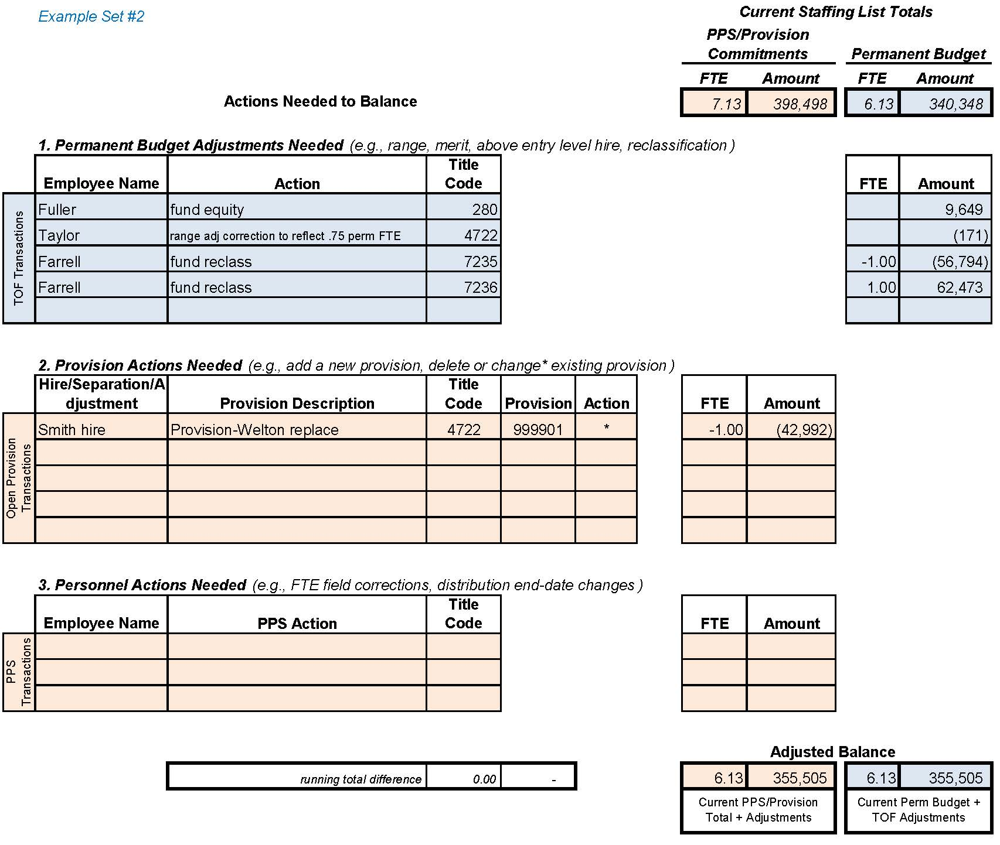 Example Set #2
Current Staffing List Totals
PPS/Provision
Commitments Permanent Budget
FTE Amount FTE Amount
Actions Needed to Balance 7.13 398,498 6.13 340,348
1. Permanent Budget Adjustments Needed (e.g., range, merit, above entry level hire, reclassification )
Title
Employee Name Action Code FTE Amount
TOF Transactions
Fuller fund equity 280 9,649
Taylor range adj correction to reflect .75 perm FTE 4722 (171)
Farrell fund reclass 7235 -1.00 (56,794)
Farrell fund reclass 7236 1.00 62,473
2. Provision Actions Needed (e.g., add a new provision, delete or change* existing provision )
Hire/Separation/A Title
djustment Provision Description Code Provision Action FTE Amount
Open Provision
Transactions
Smith hire Provision-Welton replace 4722 999901 * -1.00 (42,992)
3. Personnel Actions Needed (e.g., FTE field corrections, distribution end-date changes )
Title
Employee Name PPS Action Code FTE Amount
PPS
Transactions
Adjusted Balance
running total difference 0.00 - 6.13 355,505 6.13 355,505
Current PPS/Provision Current Perm Budget +
Total + Adjustments TOF Adjustments